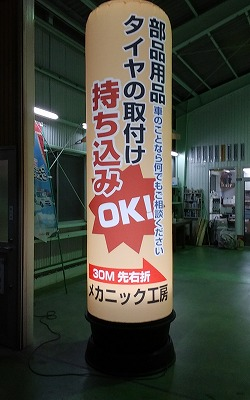 部品用品
タイヤの取付け
車のことなら何でもご相談ください
持ち込み
OK!
30M 先右折
メカニック工房